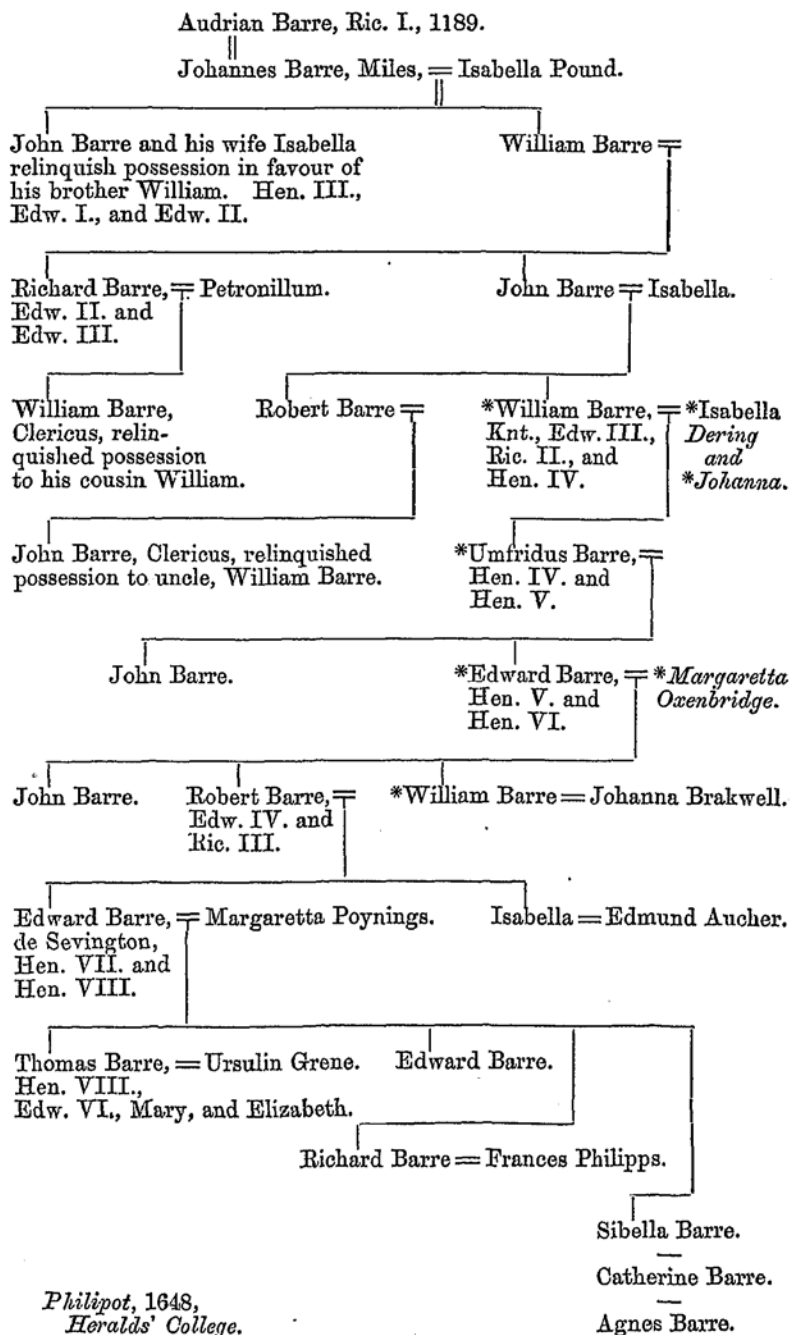 Audrian Barre, Ric. I., 1189.
Johannes Barre, Miles, = Isabella Pound.
John Barre and his wife Isabella
relinquish possession in favour of
his brother William. Hen. III.,
Edw. I., and Edw. II.
William Barre =
Richard Barre, = Petronillum.
Edw. II. and
Edw. III.
John Barre = Isabella.
William Barre,
Clericus, relin-
quished possession
to his cousin William.
Robert Barre =
*William Barre, = *Isabella
Knt., Edw. III., Dering
Ric. II., and and
Hen. IV. *Johanna.
John Barre, Clericus, relinquished
possession to uncle, William Barre.
*Umfridus Barre, =
Hen. IV. and
Hen. V.
John Barre.
*Edward Barre, = *Margaretta
Hen. V. and Oxenbridge.
Hen. VI.
John Barre.
Robert Barre, =
Edw. IV. and
Ric. III.
*William Barre = Johanna Brakwell.
Edward Barre, = Margaretta Poynings.
de Sevington,
Hen. VII. and
Hen. VIII.
Isabella = Edmund Aucher.
Thomas Barre, = Ursulin Grene.
Hen. VIII.,
Edw. VI., Mary, and Elizabeth.
Edward Barre.
Richard Barre = Frances Philipps.
Sibella Barre.
Catherine Barre.
Agnes Barre.
Philipot, 1648,
Heralds' College.